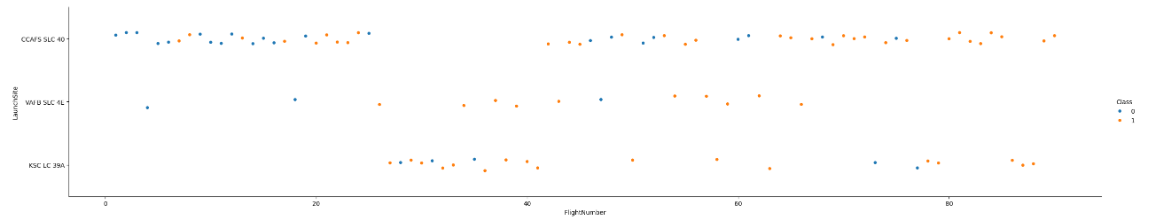 CCAFS SLC 40
VAFB SLC 4E
KSC LC 39A
LaunchSite
0
20
40
60
80
FlightNumber
Class
0
1